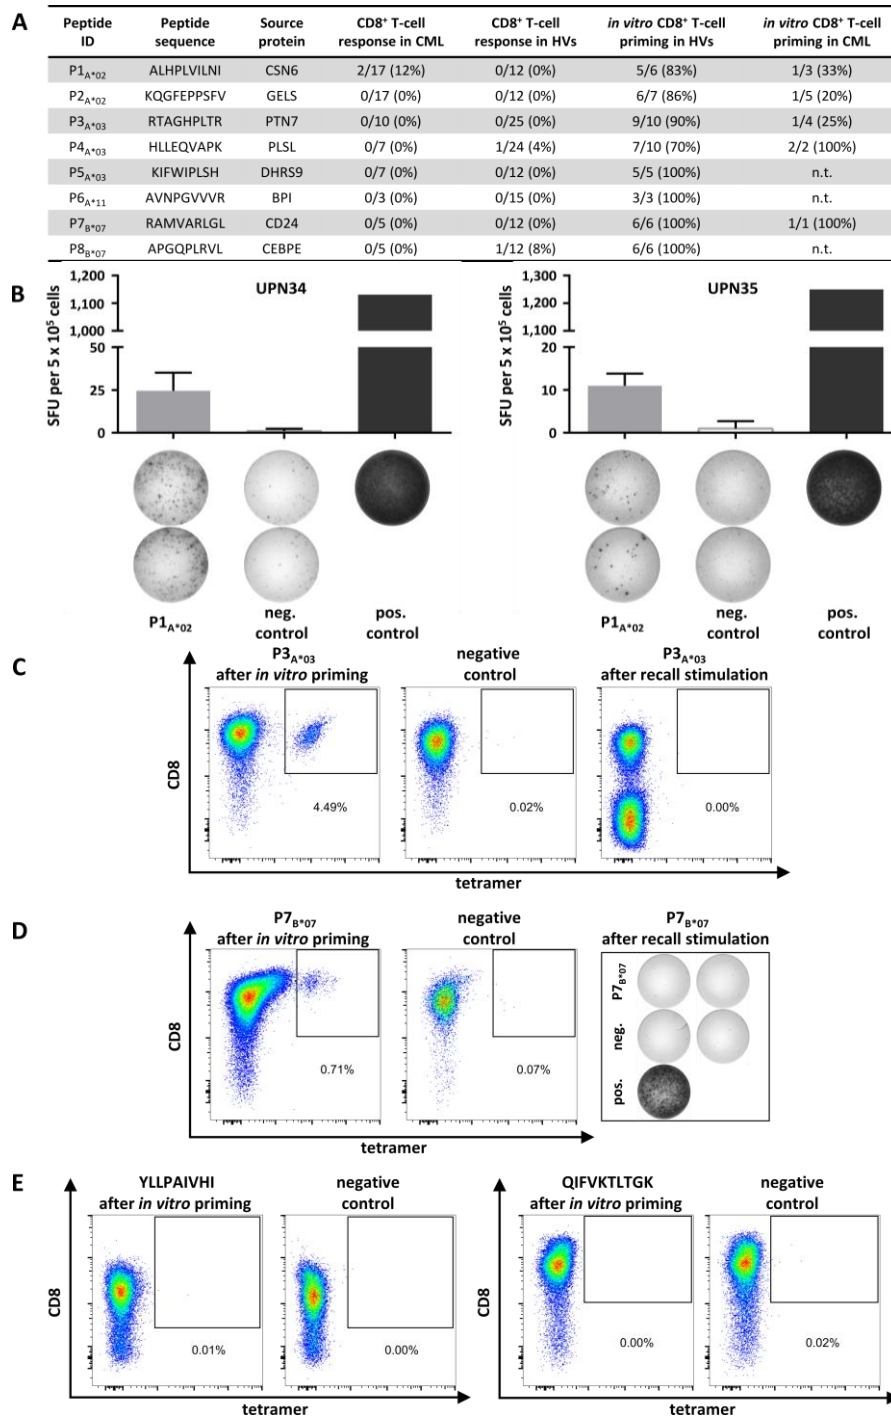 A
Peptide ID | Peptide sequence | Source protein | CD8⁺ T-cell response in CML | CD8⁺ T-cell response in HVs | in vitro CD8⁺ T-cell priming in HVs | in vitro CD8⁺ T-cell priming in CML
P1A*02 | ALHPLVILNI | CSN6 | 2/17 (12%) | 0/12 (0%) | 5/6 (83%) | 1/3 (33%)
P2A*02 | KQGFEPPSFV | GELS | 0/17 (0%) | 0/12 (0%) | 6/7 (86%) | 1/5 (20%)
P3A*03 | RTAGHPLTR | PTN7 | 0/10 (0%) | 0/25 (0%) | 9/10 (90%) | 1/4 (25%)
P4A*03 | HLLEQVAPK | PLSL | 0/7 (0%) | 1/24 (4%) | 7/10 (70%) | 2/2 (100%)
P5A*03 | KIFWIPLSH | DHRS9 | 0/7 (0%) | 0/12 (0%) | 5/5 (100%) | n.t.
P6A*11 | AVNPGVVVR | BPI | 0/3 (0%) | 0/15 (0%) | 3/3 (100%) | n.t.
P7B*07 | RAMVARLGL | CD24 | 0/5 (0%) | 0/12 (0%) | 6/6 (100%) | 1/1 (100%)
P8B*07 | APGQPLRVL | CEBPE | 0/5 (0%) | 1/12 (8%) | 6/6 (100%) | n.t.
B
UPN34
SFU per 5 x 10⁵ cells
1,200
1,100
1,000
50
25
0
P1A*02
neg. control
pos. control
UPN35
SFU per 5 x 10⁵ cells
1,300
1,200
1,100
20
10
0
P1A*02
neg. control
pos. control
C
P3A*03
after in vitro priming
negative
control
P3A*03
after recall stimulation
CD8
4.49%
0.02%
0.00%
tetramer
D
P7B*07
after in vitro priming
negative
control
P7B*07
after recall stimulation
CD8
0.71%
0.07%
P7B*07
neg.
pos.
tetramer
E
YLLPAIVHI
after in vitro priming
negative
control
CD8
0.01%
0.00%
tetramer
QIFVKTLTGK
after in vitro priming
negative
control
CD8
0.00%
0.02%
tetramer